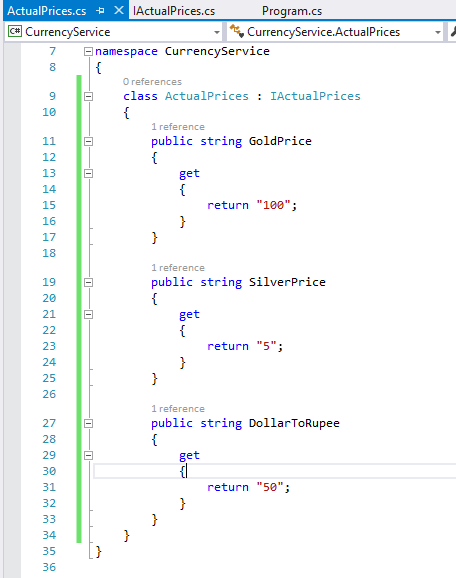 ActualPrices.cs IActualPrices.cs Program.cs
C# CurrencyService CurrencyService.ActualPrices
7 namespace CurrencyService
8 {
0 references
9 class ActualPrices : IActualPrices
10 {
1 reference
11 public string GoldPrice
12 {
13 get
14 {
15 return "100";
16 }
17 }
18
1 reference
19 public string SilverPrice
20 {
21 get
22 {
23 return "5";
24 }
25 }
26
1 reference
27 public string DollarToRupee
28 {
29 get
30 {
31 return "50";
32 }
33 }
34 }
35 }
36